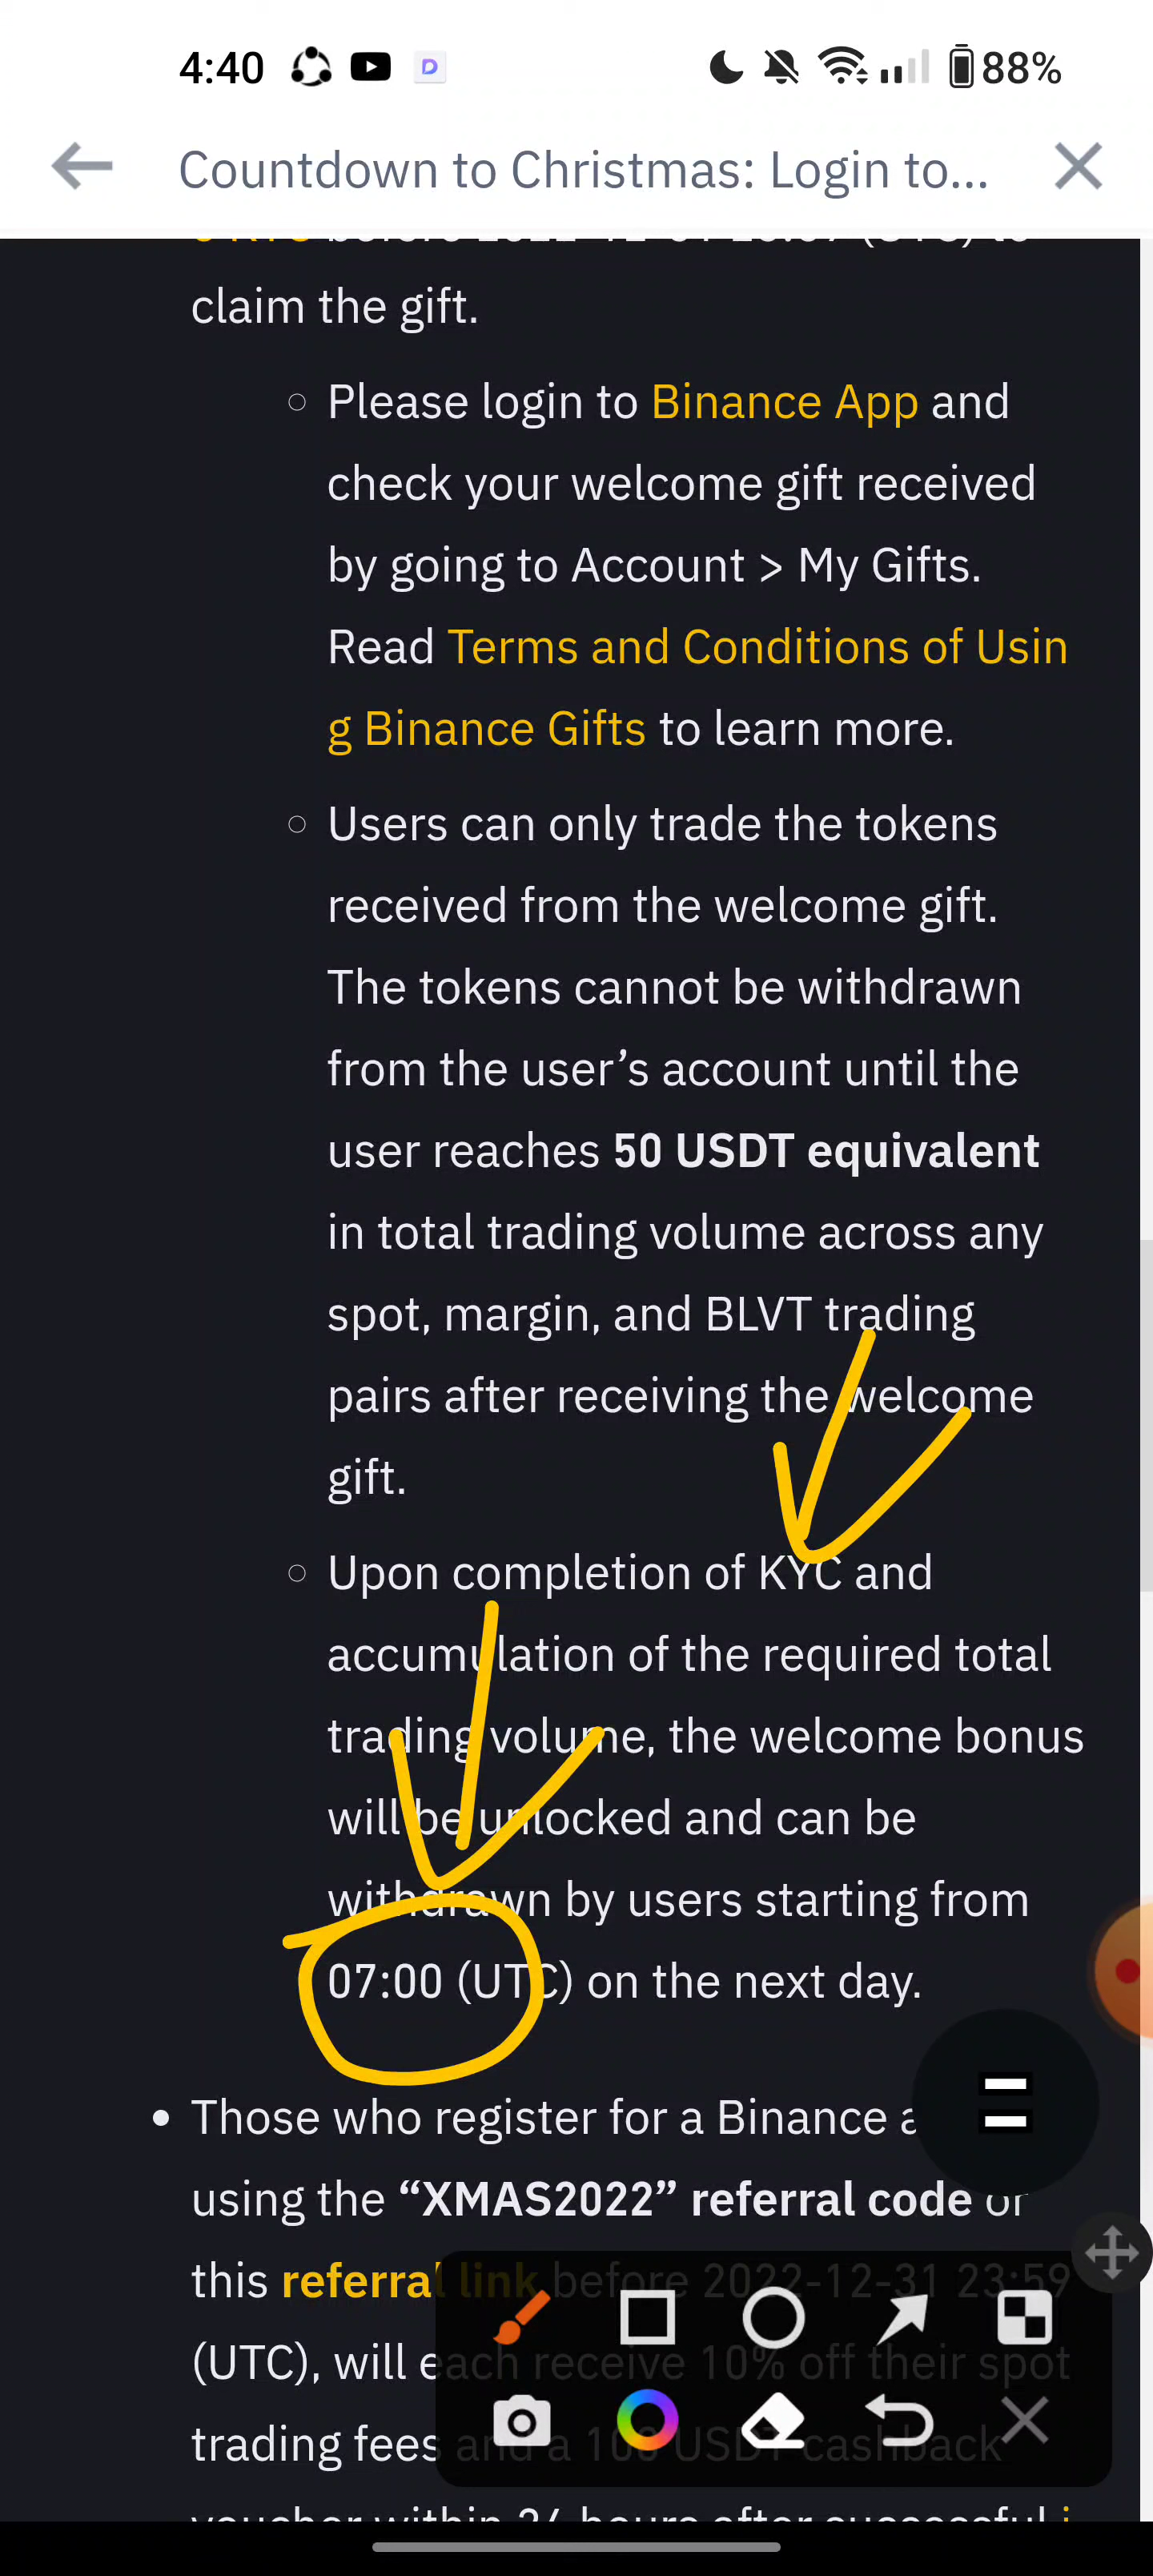 4:40
88%
Countdown to Christmas: Login to...
claim the gift.
Please login to Binance App and
check your welcome gift received
by going to Account > My Gifts.
Read Terms and Conditions of Usin
g Binance Gifts to learn more.
Users can only trade the tokens
received from the welcome gift.
The tokens cannot be withdrawn
from the user’s account until the
user reaches 50 USDT equivalent
in total trading volume across any
spot, margin, and BLVT trading
pairs after receiving the welcome
gift.
Upon completion of KYC and
accumulation of the required total
trading volume, the welcome bonus
will be unlocked and can be
withdrawn by users starting from
07:00 (UTC) on the next day.
Those who register for a Binance a
using the “XMAS2022” referral code or
this referral link before 2022-12-31 23:59
(UTC), will each receive 10% off their spot
trading fees and a 100 USDT cashback
voucher within 24 hours after successful